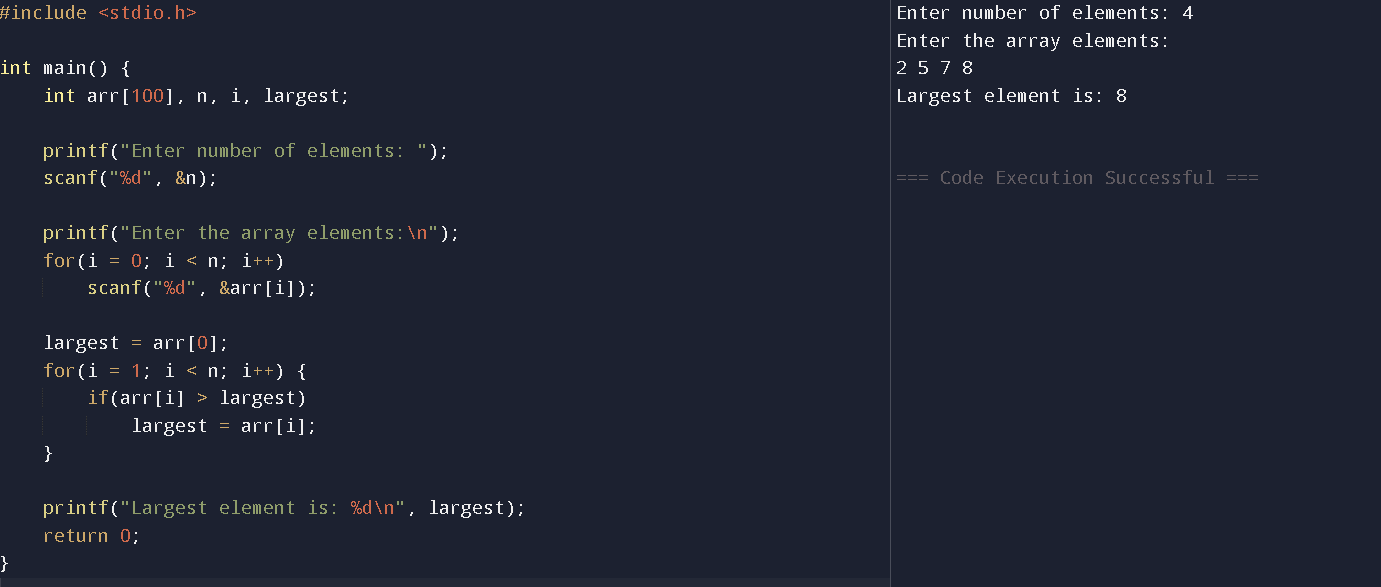 #include <stdio.h>
int main() {
    int arr[100], n, i, largest;
    printf("Enter number of elements: ");
    scanf("%d", &n);
    printf("Enter the array elements:\n");
    for(i = 0; i < n; i++)
        scanf("%d", &arr[i]);
    largest = arr[0];
    for(i = 1; i < n; i++) {
        if(arr[i] > largest)
            largest = arr[i];
    }
    printf("Largest element is: %d\n", largest);
    return 0;
}
Enter number of elements: 4
Enter the array elements:
2 5 7 8
Largest element is: 8
=== Code Execution Successful ===